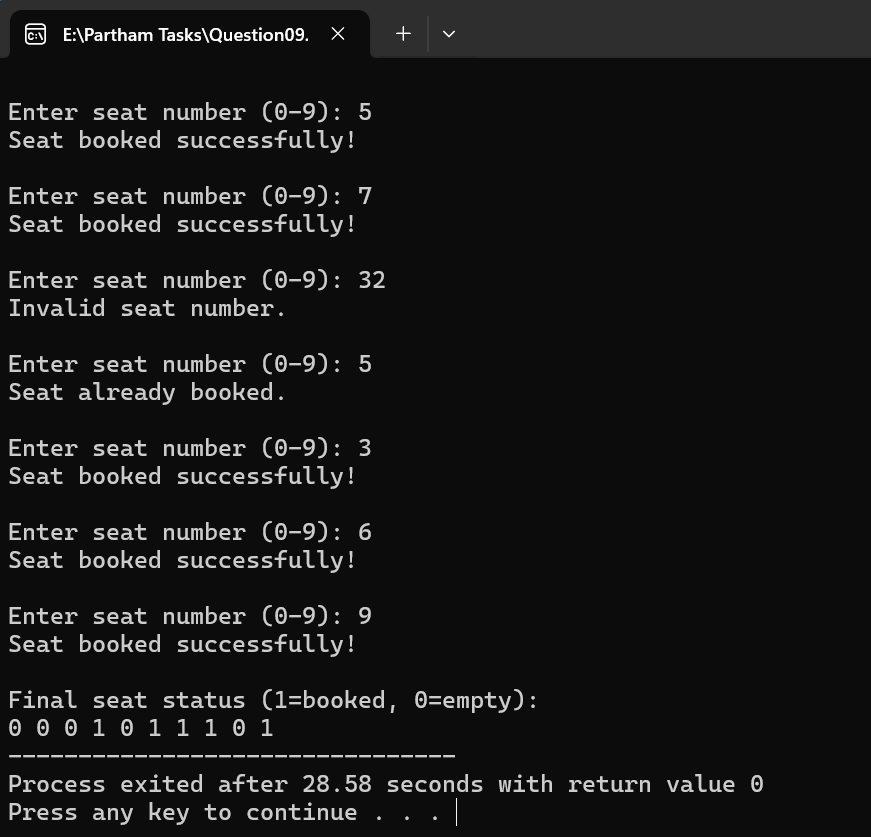 E:\Partham Tasks\Question09.
Enter seat number (0-9): 5
Seat booked successfully!
Enter seat number (0-9): 7
Seat booked successfully!
Enter seat number (0-9): 32
Invalid seat number.
Enter seat number (0-9): 5
Seat already booked.
Enter seat number (0-9): 3
Seat booked successfully!
Enter seat number (0-9): 6
Seat booked successfully!
Enter seat number (0-9): 9
Seat booked successfully!
Final seat status (1=booked, 0=empty):
0 0 0 1 0 1 1 1 0 1
--------------------------------
Process exited after 28.58 seconds with return value 0
Press any key to continue . . .